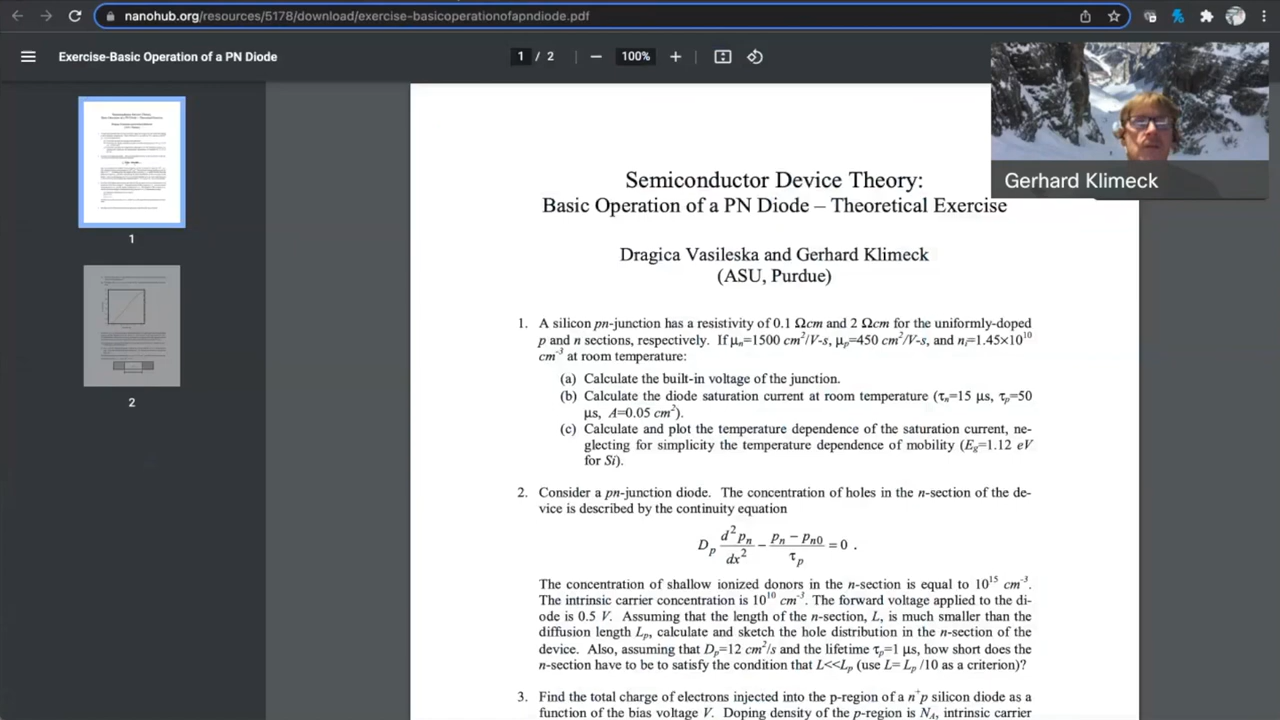 nanohub.org/resources/5178/download/exercise-basicoperationofapndiode.pdf
Exercise-Basic Operation of a PN Diode
1 / 2
100%
Gerhard Klimeck
1
2
Semiconductor Device Theory:
Basic Operation of a PN Diode – Theoretical Exercise
Dragica Vasileska and Gerhard Klimeck
(ASU, Purdue)
1. A silicon pn-junction has a resistivity of 0.1 Ωcm and 2 Ωcm for the uniformly-doped
p and n sections, respectively. If μn=1500 cm²/V-s, μp=450 cm²/V-s, and ni=1.45×10¹⁰
cm⁻³ at room temperature:
(a) Calculate the built-in voltage of the junction.
(b) Calculate the diode saturation current at room temperature (τn=15 μs, τp=50
μs, A=0.05 cm²).
(c) Calculate and plot the temperature dependence of the saturation current, ne-
glecting for simplicity the temperature dependence of mobility (Eg=1.12 eV
for Si).
2. Consider a pn-junction diode. The concentration of holes in the n-section of the de-
vice is described by the continuity equation
Dp d²pn/dx² − (pn − pn0)/τp = 0 .
The concentration of shallow ionized donors in the n-section is equal to 10¹⁵ cm⁻³.
The intrinsic carrier concentration is 10¹⁰ cm⁻³. The forward voltage applied to the di-
ode is 0.5 V. Assuming that the length of the n-section, L, is much smaller than the
diffusion length Lp, calculate and sketch the hole distribution in the n-section of the
device. Also, assuming that Dp=12 cm²/s and the lifetime τp=1 μs, how short does the
n-section have to be to satisfy the condition that L<<Lp (use L= Lp /10 as a criterion)?
3. Find the total charge of electrons injected into the p-region of a n⁺p silicon diode as a
function of the bias voltage V. Doping density of the p-region is NA, intrinsic carrier